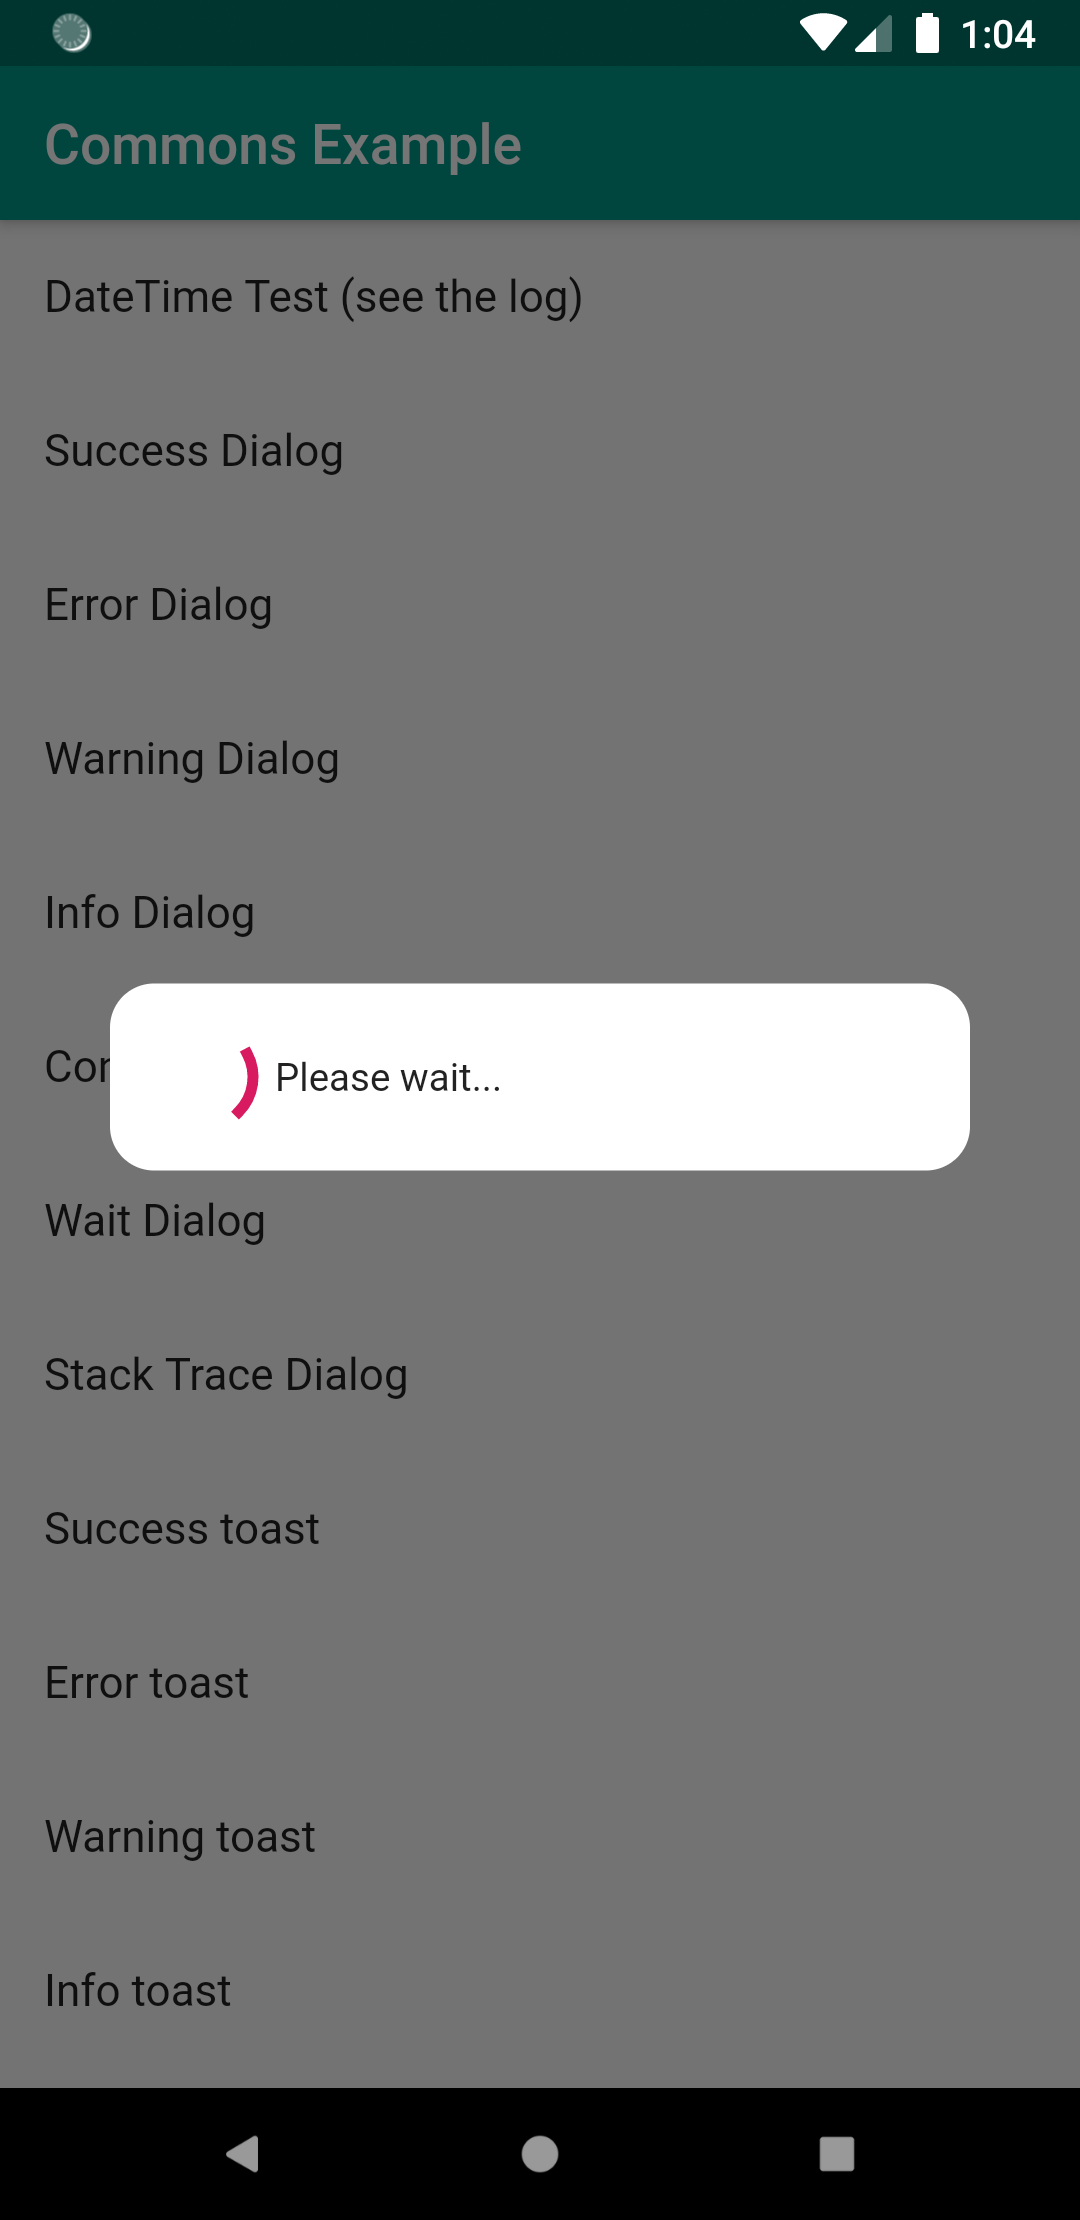 1:04
Commons Example
DateTime Test (see the log)
Success Dialog
Error Dialog
Warning Dialog
Info Dialog
Please wait...
Wait Dialog
Stack Trace Dialog
Success toast
Error toast
Warning toast
Info toast